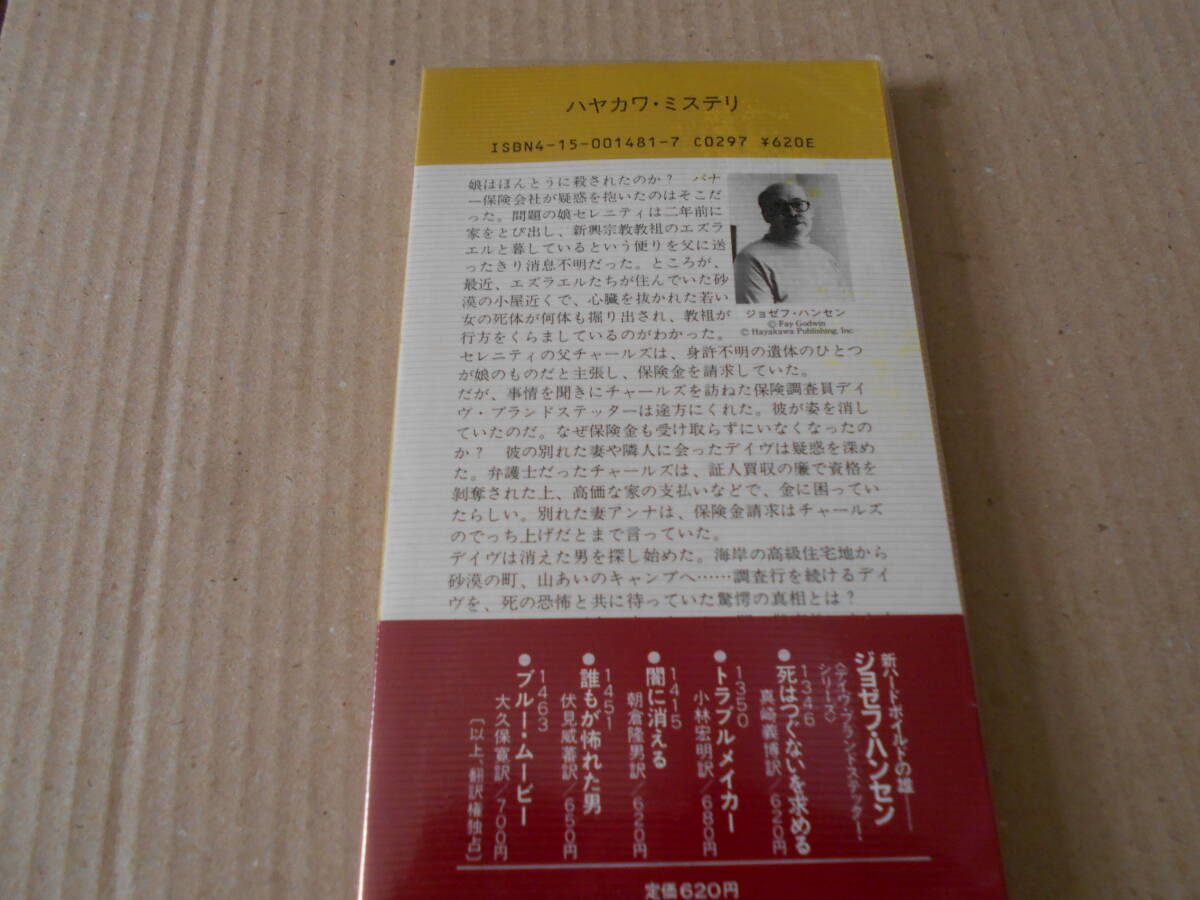 ハヤカワ・ミステリ
ISBN4-15-001481-7 C0297 ¥620E
娘はほんとうに殺されたのか？ バナ
ー保険会社が疑惑を抱いたのはそこだ
った。問題の娘セレニティは二年前に
家をとび出し、新興宗教教祖のエズラ
エルと暮しているという便りを父に送
ったきり消息不明だった。ところが、
最近、エズラエルたちが住んでいた砂
漠の小屋近くで、心臓を抜かれた若い
女の死体が何体も掘り出され、教祖が
行方をくらましているのがわかった。
セレニティの父チャールズは、身許不明の遺体のひとつ
が娘のものだと主張し、保険金を請求していた。
だが、事情を聞きにチャールズを訪ねた保険調査員デイ
ヴ・ブランドステッターは途方にくれた。彼が姿を消し
ていたのだ。なぜ保険金も受け取らずにいなくなったの
か？ 彼の別れた妻や隣人に会ったデイヴは疑惑を深め
た。弁護士だったチャールズは、証人買収の廉で資格を
剝奪された上、高価な家の支払いなどで、金に困ってい
たらしい。別れた妻アンナは、保険金請求はチャールズ
のでっち上げだとまで言っていた。
デイヴは消えた男を探し始めた。海岸の高級住宅地から
砂漠の町、山あいのキャンプへ……調査行を続けるデイ
ヴを、死の恐怖と共に待っていた驚愕の真相とは？
ジョゼフ・ハンセン
© Fay Godwin
© Hayakawa Publishing, Inc.
新ハードボイルドの雄――
ジョゼフ・ハンセン
〈デイヴ・ブランドステッター・
シリーズ〉
●死はつぐないを求める
1346 真崎義博訳/620円
●トラブルメイカー
1350 小林宏明訳/680円
●闇に消える
1415 朝倉隆男訳/620円
●誰もが怖れた男
1451 伏見威蕃訳/650円
●ブルー・ムービー
1463 大久保寛訳/700円
〔以上、翻訳権独占〕
定価620円